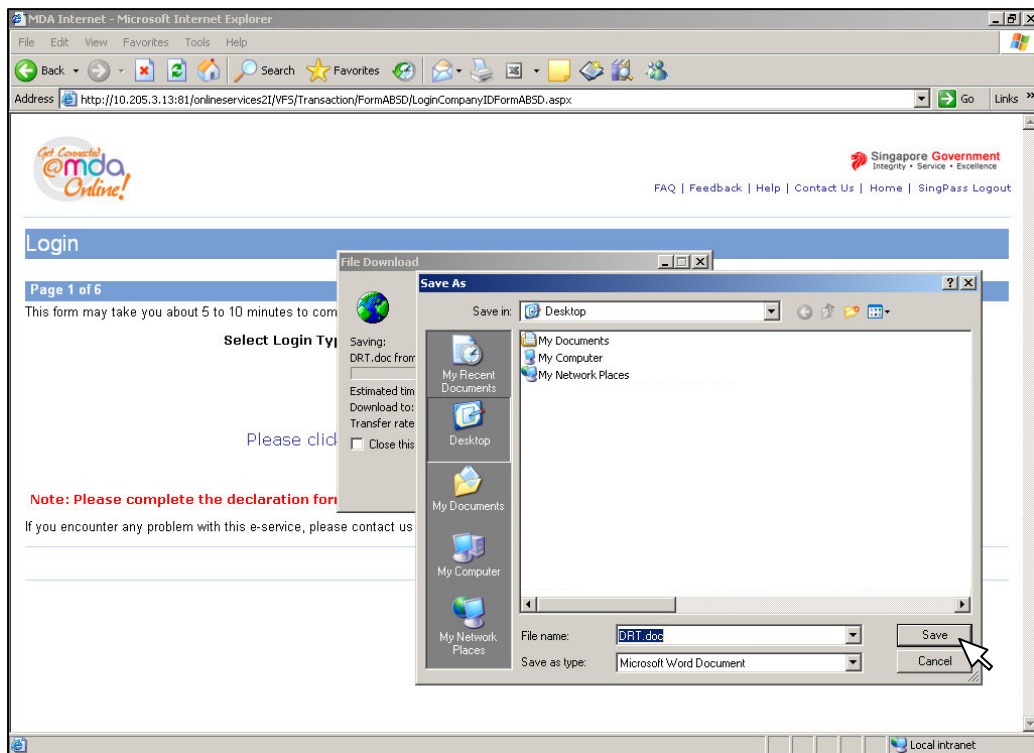 MDA Internet - Microsoft Internet Explorer
File Edit View Favorites Tools Help
Back Search Favorites
Address http://10.205.3.13:81/onlineservices2I/VFS/Transaction/FormABSD/LoginCompanyIDFormABSD.aspx Go Links »
Get Connected
@mda
Online!
Singapore Government
Integrity • Service • Excellence
FAQ | Feedback | Help | Contact Us | Home | SingPass Logout
Login
Page 1 of 6
This form may take you about 5 to 10 minutes to com
Select Login Typ
Please click
Note: Please complete the declaration for
If you encounter any problem with this e-service, please contact us
File Download
Saving:
DRT.doc from
Estimated tim
Download to:
Transfer rate
Close this
Save As
Save in: Desktop
My Recent Documents
Desktop
My Documents
My Computer
My Network Places
My Documents
My Computer
My Network Places
File name: DRT.doc Save
Save as type: Microsoft Word Document Cancel
Local intranet